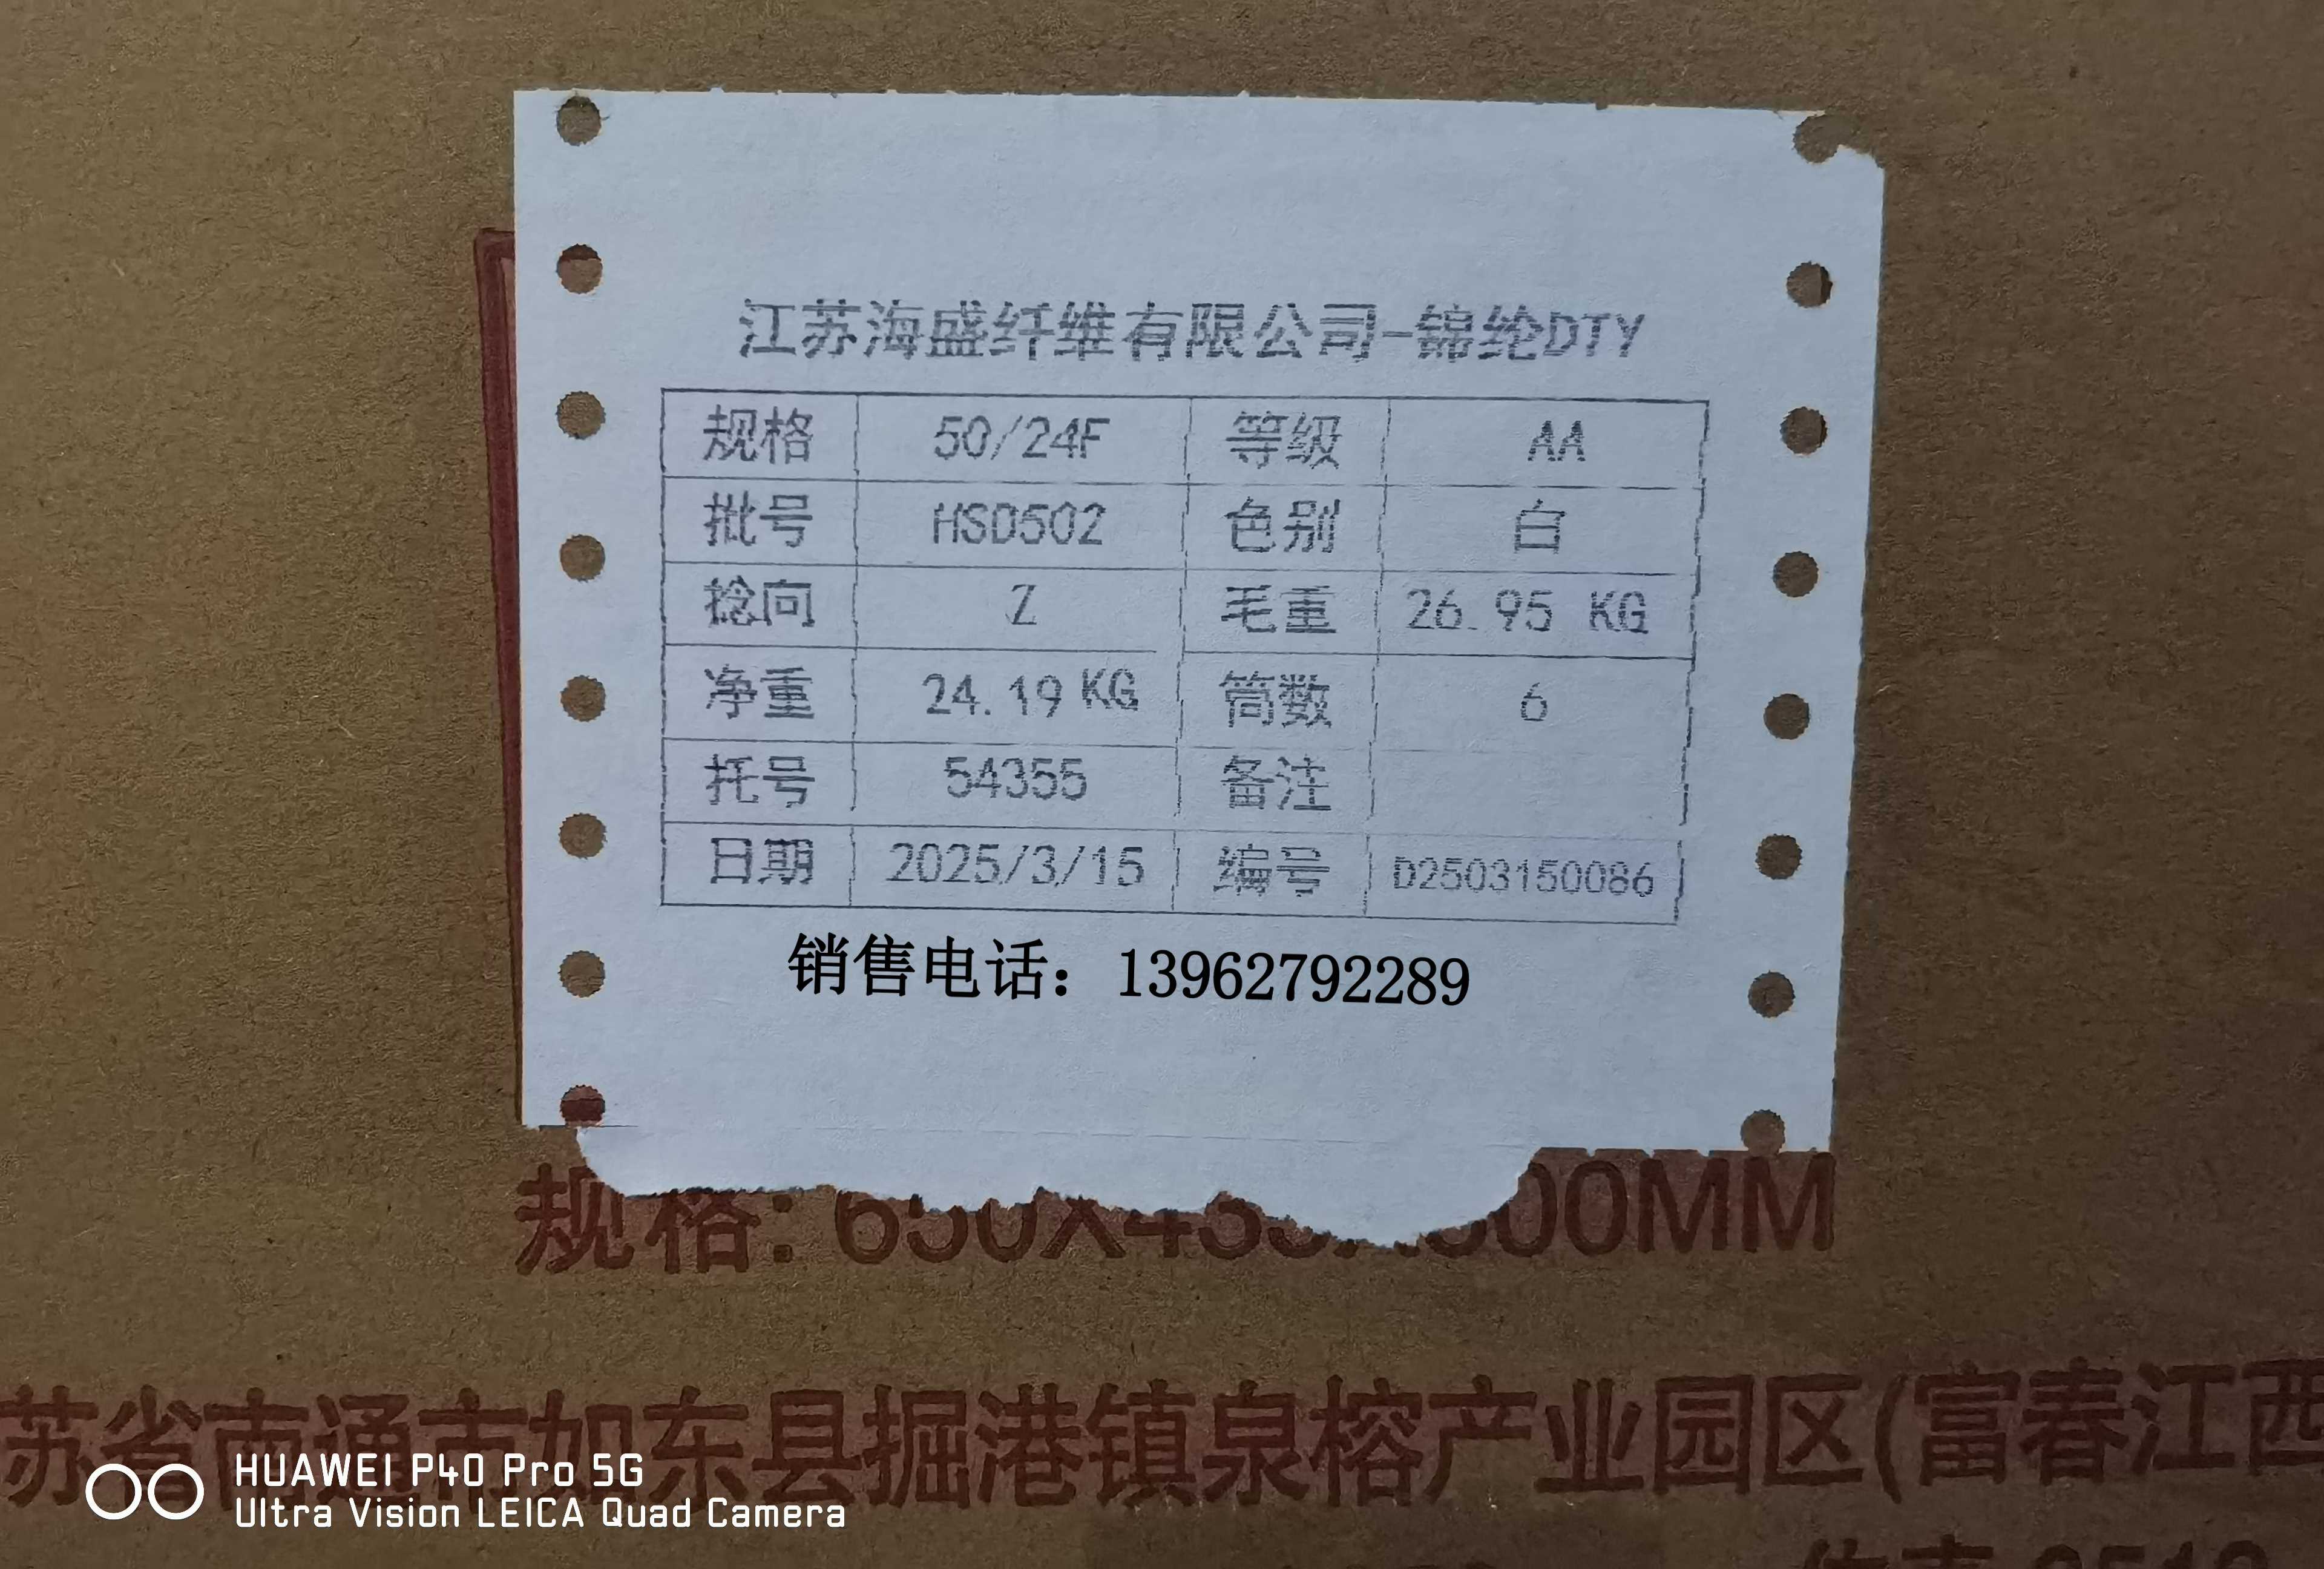 江苏海盛纤维有限公司-锦纶DTY
规格 50/24F 等级 AA
批号 HSD502 色别 白
捻向 Z 毛重 26.95 KG
净重 24.19 KG 筒数 6
托号 54355 备注
日期 2025/3/15 编号 D2503150086
销售电话：13962792289
规格: 650X435X 500MM
苏省南通市如东县掘港镇泉榕产业园区(富春江西
HUAWEI P40 Pro 5G
Ultra Vision LEICA Quad Camera